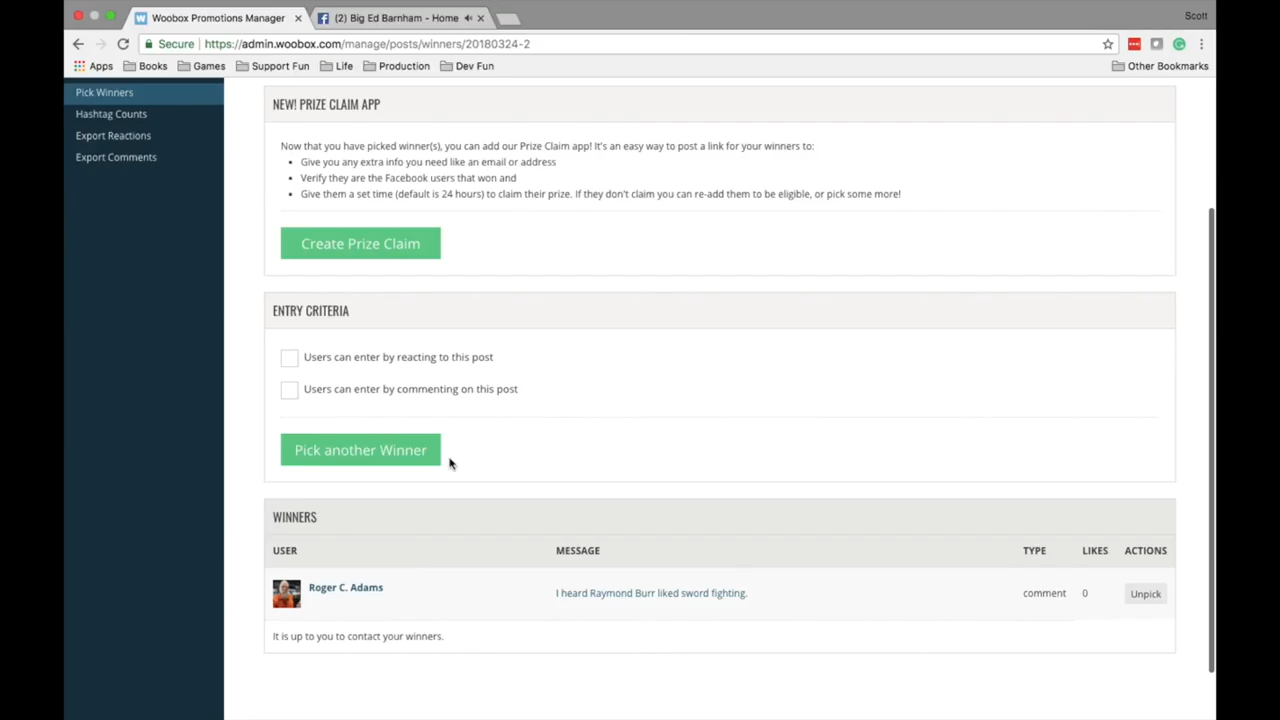 Woobox Promotions Manager
(2) Big Ed Barnham - Home
Scott
Secure https://admin.woobox.com/manage/posts/winners/20180324-2
Apps Books Games Support Fun Life Production Dev Fun Other Bookmarks
Pick Winners
Hashtag Counts
Export Reactions
Export Comments
NEW! PRIZE CLAIM APP
Now that you have picked winner(s), you can add our Prize Claim app! It's an easy way to post a link for your winners to:
• Give you any extra info you need like an email or address
• Verify they are the Facebook users that won and
• Give them a set time (default is 24 hours) to claim their prize. If they don't claim you can re-add them to be eligible, or pick some more!
Create Prize Claim
ENTRY CRITERIA
Users can enter by reacting to this post
Users can enter by commenting on this post
Pick another Winner
WINNERS
USER MESSAGE TYPE LIKES ACTIONS
Roger C. Adams I heard Raymond Burr liked sword fighting. comment 0 Unpick
It is up to you to contact your winners.